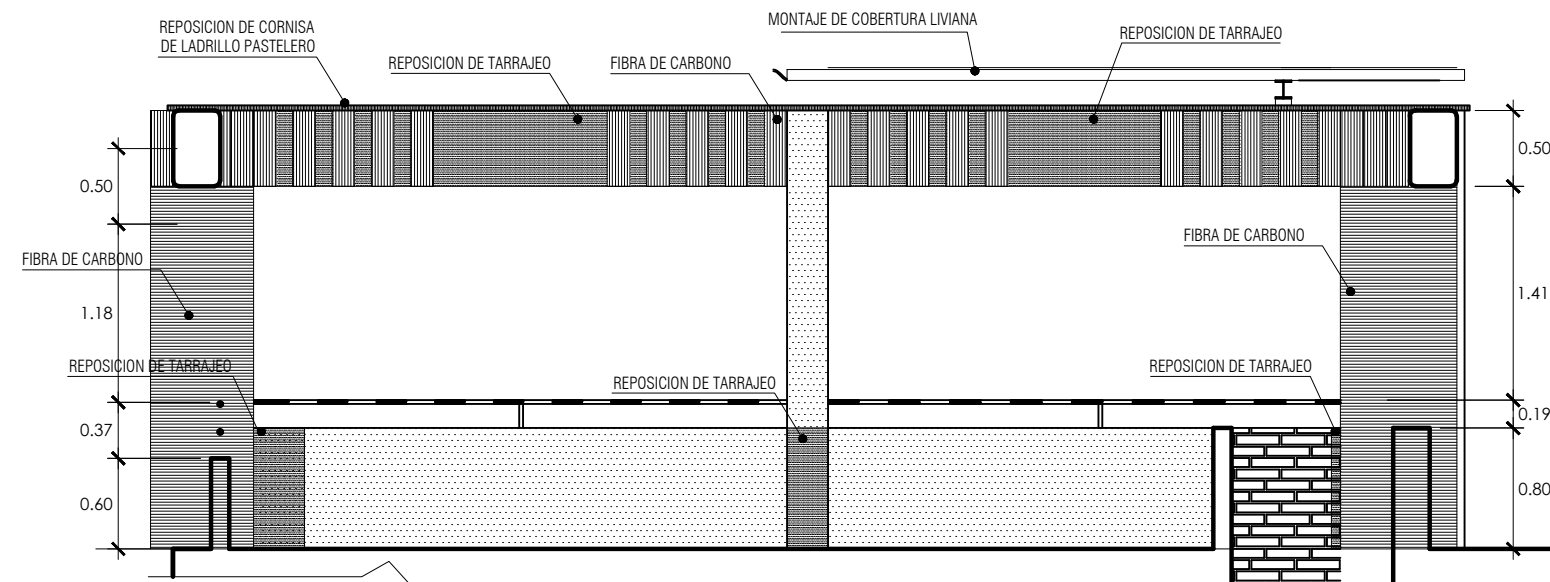 REPOSICION DE CORNISA
DE LADRILLO PASTELERO
MONTAJE DE COBERTURA LIVIANA
REPOSICION DE TARRAJEO
REPOSICION DE TARRAJEO
FIBRA DE CARBONO
0.50
0.50
FIBRA DE CARBONO
FIBRA DE CARBONO
1.18
1.41
REPOSICION DE TARRAJEO
REPOSICION DE TARRAJEO
REPOSICION DE TARRAJEO
0.37
0.19
0.60
0.80